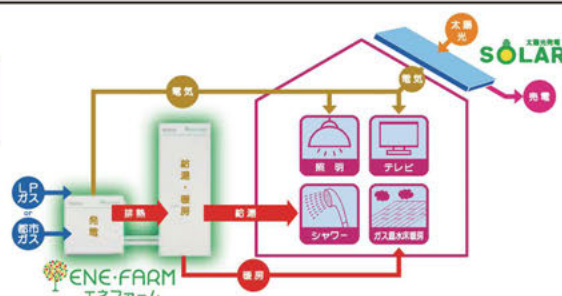 太陽光
太陽光発電
SOLAR
電気
電気
売電
照明
テレビ
給湯・暖房
LPガス
or
都市ガス
発電
排熱
給湯
シャワー
ガス温水床暖房
暖房
ENE・FARM
エネファーム